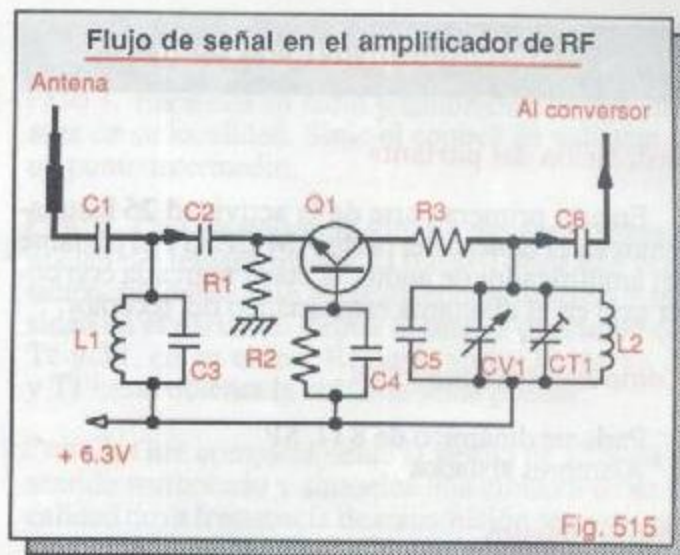 Flujo de señal en el amplificador de RF
Antena
Al conversor
C1
C2
Q1
R3
C6
R1
L1
C3
R2
C4
C5
CV1
CT1
L2
+ 6.3V
Fig. 515